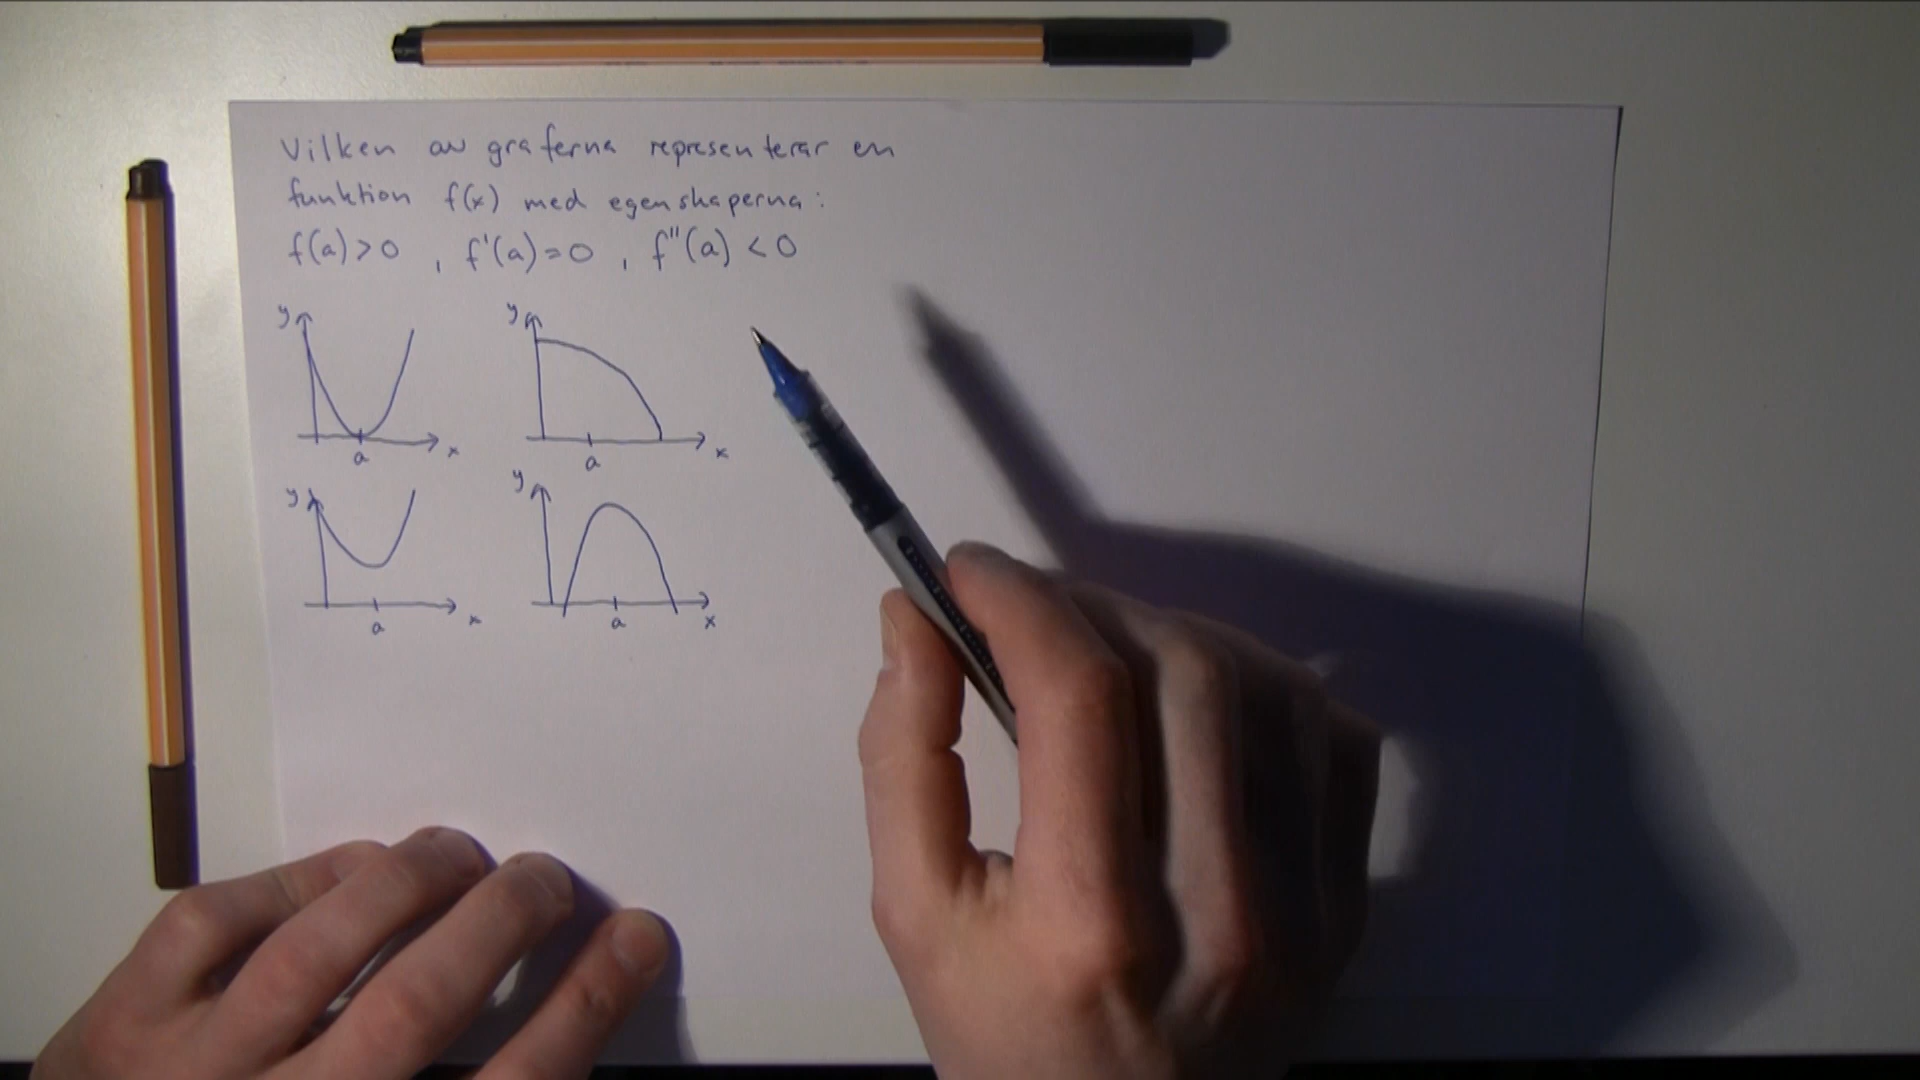 Vilken av graferna representerar en
funktion f(x) med egenskaperna:
f(a)>0 , f'(a)=0 , f''(a) <0
y
x
a
y
x
a
y
x
a
y
x
a